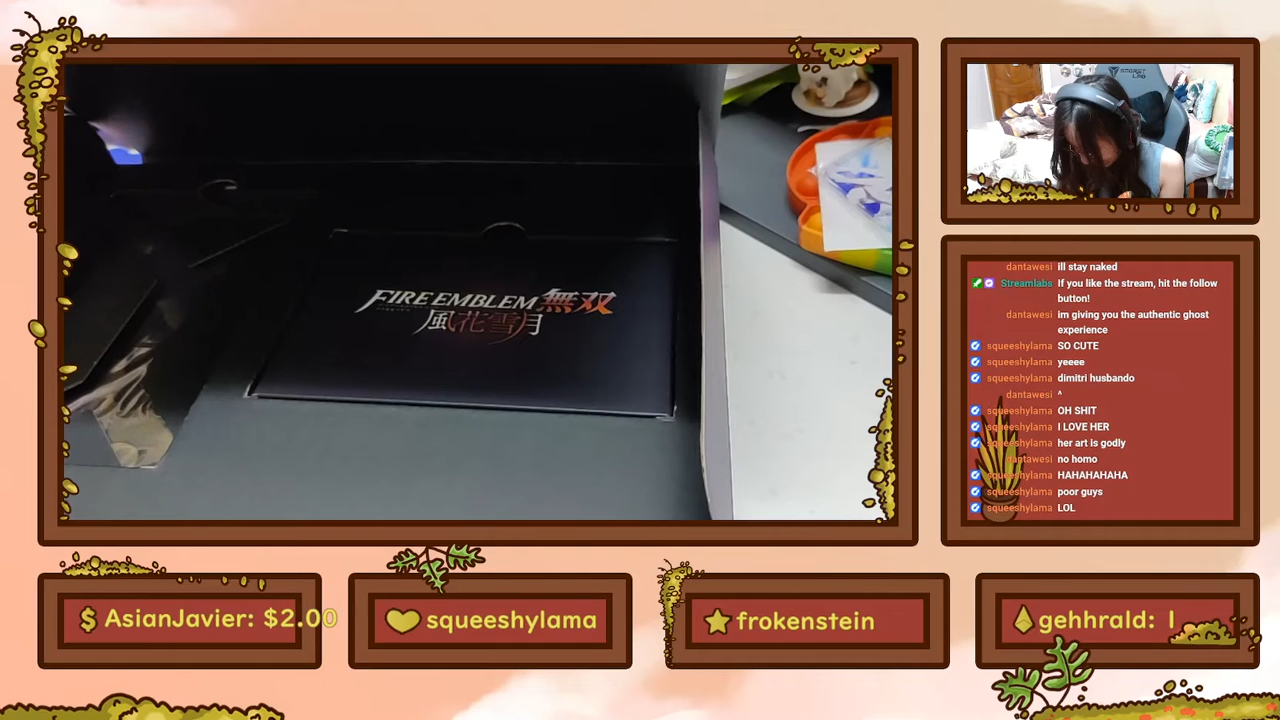 FIRE EMBLEM 無双
風花雪月
SECRET
LAB
dantawesi ill stay naked
Streamlabs If you like the stream, hit the follow
button!
dantawesi im giving you the authentic ghost
experience
squeeshylama SO CUTE
squeeshylama yeeee
squeeshylama dimitri husbando
dantawesi ^
squeeshylama OH SHIT
squeeshylama I LOVE HER
squeeshylama her art is godly
dantawesi no homo
squeeshylama HAHAHAHAHA
squeeshylama poor guys
squeeshylama LOL
AsianJavier: $2.00
squeeshylama
frokenstein
gehhrald: 1